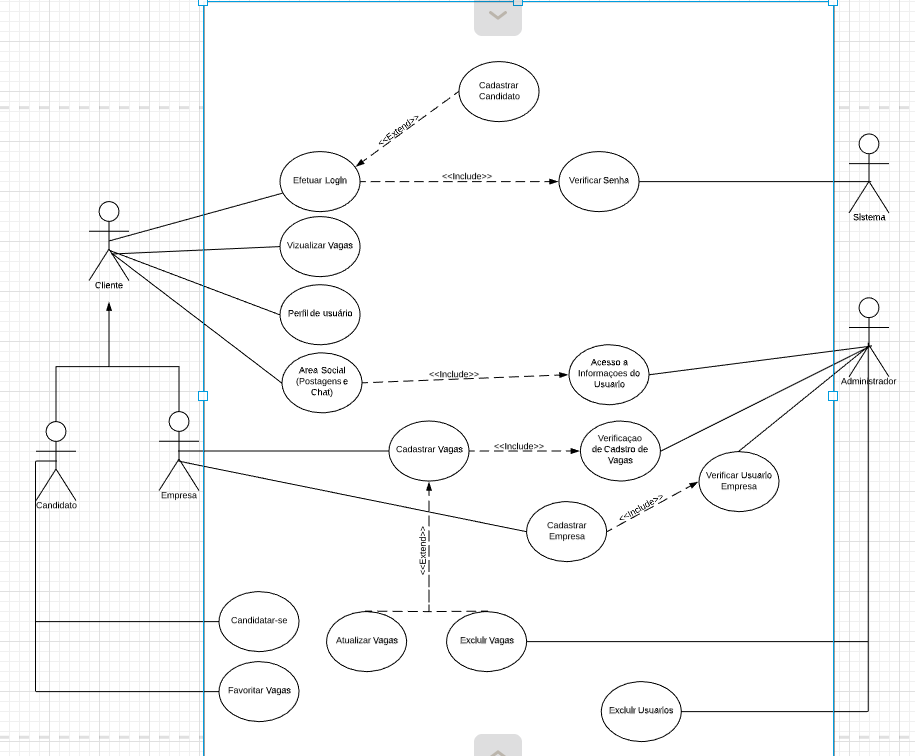 Cadastrar
Candidato
<<Extend>>
Efetuar Login
<<Include>>
Verificar Senha
Sistema
Vizualizar Vagas
Cliente
Perfil de usuário
Area Social
(Postagens e
Chat)
<<Include>>
Acesso a
Informaçoes do
Usuario
Administrador
Cadastrar Vagas
<<Include>>
Verificaçao
de Cadstro de
Vagas
Candidato
Empresa
Verificar Usuario
Empresa
<<Include>>
Cadastrar
Empresa
<<Extend>>
Candidatar-se
Atualizar Vagas
Excluir Vagas
Favoritar Vagas
Excluir Usuarios